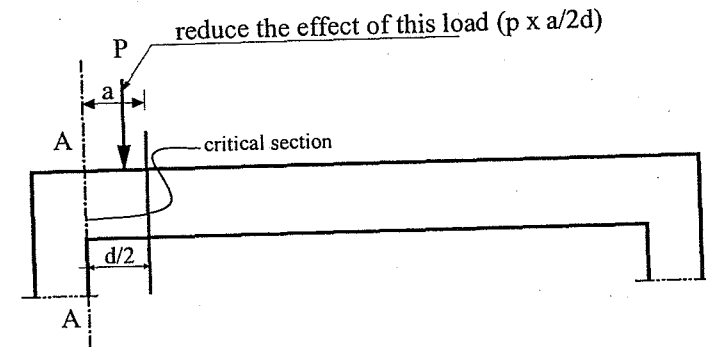 reduce the effect of this load (p x a/2d)
P
a
A
critical section
d/2
A